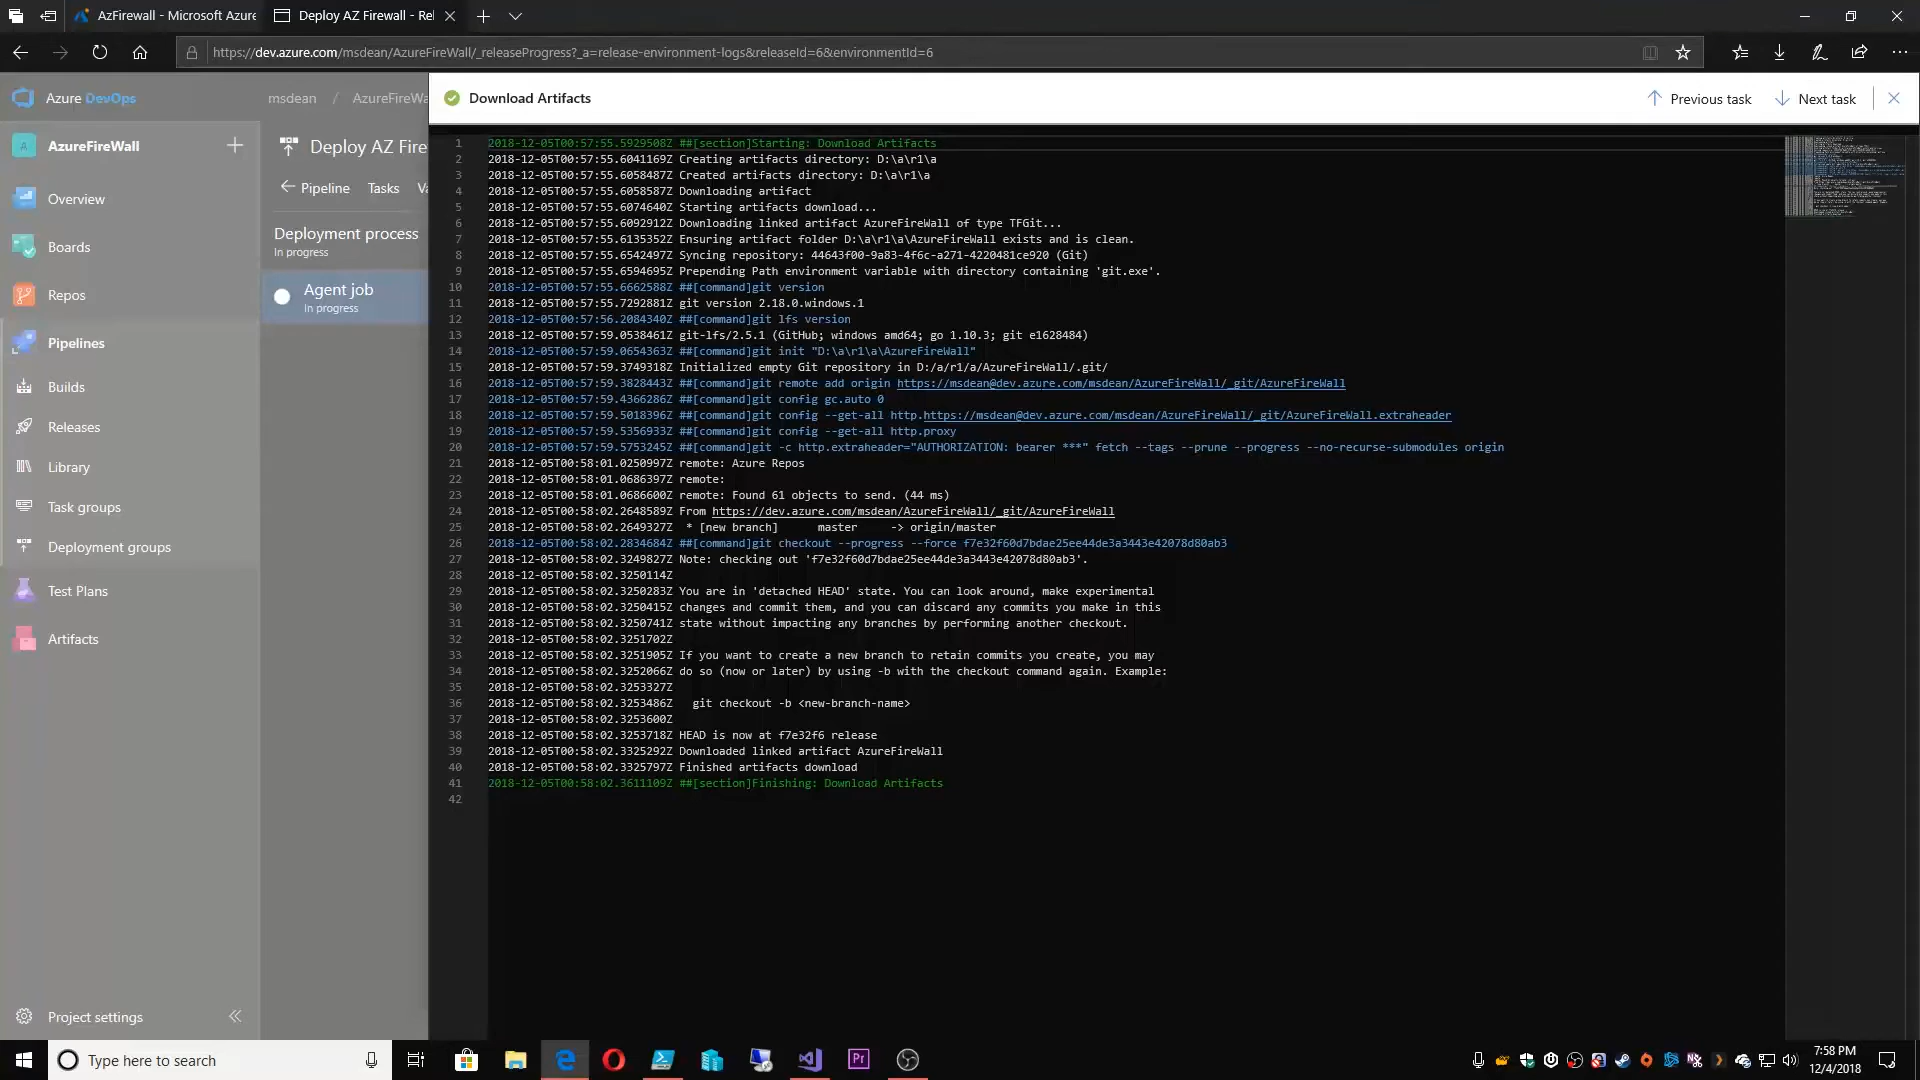 AzFirewall - Microsoft Azure
Deploy AZ Firewall - Rel
https://dev.azure.com/msdean/AzureFireWall/_releaseProgress?_a=release-environment-logs&releaseId=6&environmentId=6
Azure DevOps
msdean / AzureFireWa
Download Artifacts
Previous task
Next task
A
AzureFireWall
Deploy AZ Fire
Pipeline
Tasks
Va
Overview
Boards
Repos
Pipelines
Builds
Releases
Library
Task groups
Deployment groups
Test Plans
Artifacts
Project settings
Deployment process
In progress
Agent job
In progress
1 2018-12-05T00:57:55.5929508Z ##[section]Starting: Download Artifacts
2 2018-12-05T00:57:55.6041169Z Creating artifacts directory: D:\a\r1\a
3 2018-12-05T00:57:55.6058487Z Created artifacts directory: D:\a\r1\a
4 2018-12-05T00:57:55.6058587Z Downloading artifact
5 2018-12-05T00:57:55.6074640Z Starting artifacts download...
6 2018-12-05T00:57:55.6092912Z Downloading linked artifact AzureFireWall of type TFGit...
7 2018-12-05T00:57:55.6135352Z Ensuring artifact folder D:\a\r1\a\AzureFireWall exists and is clean.
8 2018-12-05T00:57:55.6542497Z Syncing repository: 44643f00-9a83-4f6c-a271-4220481ce920 (Git)
9 2018-12-05T00:57:55.6594695Z Prepending Path environment variable with directory containing 'git.exe'.
10 2018-12-05T00:57:55.6662588Z ##[command]git version
11 2018-12-05T00:57:55.7292881Z git version 2.18.0.windows.1
12 2018-12-05T00:57:56.2084340Z ##[command]git lfs version
13 2018-12-05T00:57:59.0538461Z git-lfs/2.5.1 (GitHub; windows amd64; go 1.10.3; git e1628484)
14 2018-12-05T00:57:59.0654363Z ##[command]git init "D:\a\r1\a\AzureFireWall"
15 2018-12-05T00:57:59.3749318Z Initialized empty Git repository in D:/a/r1/a/AzureFireWall/.git/
16 2018-12-05T00:57:59.3828443Z ##[command]git remote add origin https://msdean@dev.azure.com/msdean/AzureFireWall/_git/AzureFireWall
17 2018-12-05T00:57:59.4366286Z ##[command]git config gc.auto 0
18 2018-12-05T00:57:59.5018396Z ##[command]git config --get-all http.https://msdean@dev.azure.com/msdean/AzureFireWall/_git/AzureFireWall.extraheader
19 2018-12-05T00:57:59.5356933Z ##[command]git config --get-all http.proxy
20 2018-12-05T00:57:59.5753245Z ##[command]git -c http.extraheader="AUTHORIZATION: bearer ***" fetch --tags --prune --progress --no-recurse-submodules origin
21 2018-12-05T00:58:01.0250997Z remote: Azure Repos
22 2018-12-05T00:58:01.0686397Z remote:
23 2018-12-05T00:58:01.0686600Z remote: Found 61 objects to send. (44 ms)
24 2018-12-05T00:58:02.2648589Z From https://dev.azure.com/msdean/AzureFireWall/_git/AzureFireWall
25 2018-12-05T00:58:02.2649327Z * [new branch] master -> origin/master
26 2018-12-05T00:58:02.2834684Z ##[command]git checkout --progress --force f7e32f60d7bdae25ee44de3a3443e42078d80ab3
27 2018-12-05T00:58:02.3249827Z Note: checking out 'f7e32f60d7bdae25ee44de3a3443e42078d80ab3'.
28 2018-12-05T00:58:02.3250114Z
29 2018-12-05T00:58:02.3250283Z You are in 'detached HEAD' state. You can look around, make experimental
30 2018-12-05T00:58:02.3250415Z changes and commit them, and you can discard any commits you make in this
31 2018-12-05T00:58:02.3250741Z state without impacting any branches by performing another checkout.
32 2018-12-05T00:58:02.3251702Z
33 2018-12-05T00:58:02.3251905Z If you want to create a new branch to retain commits you create, you may
34 2018-12-05T00:58:02.3252066Z do so (now or later) by using -b with the checkout command again. Example:
35 2018-12-05T00:58:02.3253327Z
36 2018-12-05T00:58:02.3253486Z git checkout -b <new-branch-name>
37 2018-12-05T00:58:02.3253600Z
38 2018-12-05T00:58:02.3253718Z HEAD is now at f7e32f6 release
39 2018-12-05T00:58:02.3325292Z Downloaded linked artifact AzureFireWall
40 2018-12-05T00:58:02.3325797Z Finished artifacts download
41 2018-12-05T00:58:02.3611109Z ##[section]Finishing: Download Artifacts
42
Type here to search
Pr
7:58 PM
12/4/2018